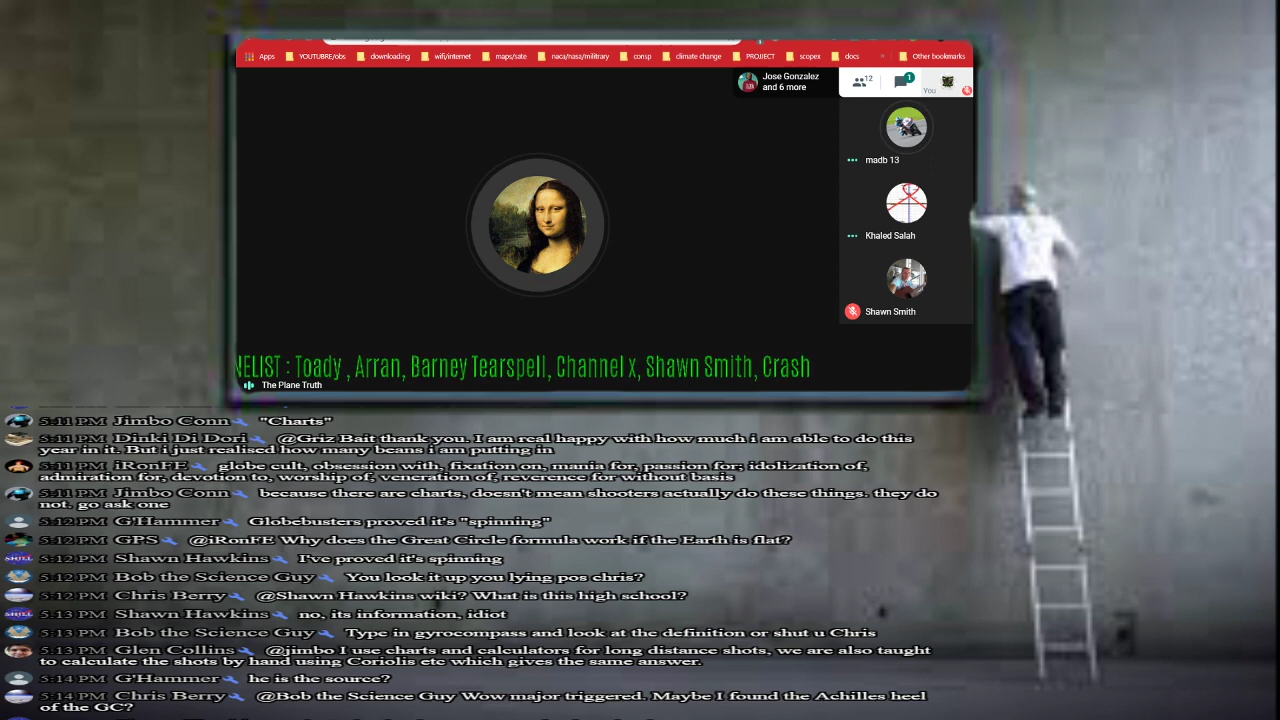 Apps YOUTUBRE/obs downloading wifi/internet maps/sate naca/nasa/militrary consp climate change PROJJECT scopex docs Other bookmarks
Jose Gonzalez
and 6 more
12
1
You
madb 13
Khaled Salah
Shawn Smith
NELIST : Toady , Arran, Barney Tearspell, Channel x, Shawn Smith, Crash
The Plane Truth
5:11 PM Jimbo Conn "Charts"
5:11 PM Dinki Di Dori @Griz Bait thank you. I am real happy with how much i am able to do this
year in it. But i just realised how many beans i am putting in
5:11 PM iRonFE globe cult, obsession with, fixation on, mania for, passion for; idolization of,
admiration for, devotion to, worship of, veneration of, reverence for without basis
5:11 PM Jimbo Conn because there are charts, doesn't mean shooters actually do these things. they do
not. go ask one
5:12 PM G'Hammer Globebusters proved it's "spinning"
5:12 PM GPS @iRonFE Why does the Great Circle formula work if the Earth is flat?
5:12 PM Shawn Hawkins I've proved it's spinning
5:12 PM Bob the Science Guy You look it up you lying pos chris?
5:12 PM Chris Berry @Shawn Hawkins wiki? What is this high school?
5:13 PM Shawn Hawkins no, its information, idiot
5:13 PM Bob the Science Guy Type in gyrocompass and look at the definition or shut u Chris
5:13 PM Glen Collins @jimbo I use charts and calculators for long distance shots, we are also taught
to calculate the shots by hand using Coriolis etc which gives the same answer.
5:14 PM G'Hammer he is the source?
5:14 PM Chris Berry @Bob the Science Guy Wow major triggered. Maybe I found the Achilles heel
of the GC?